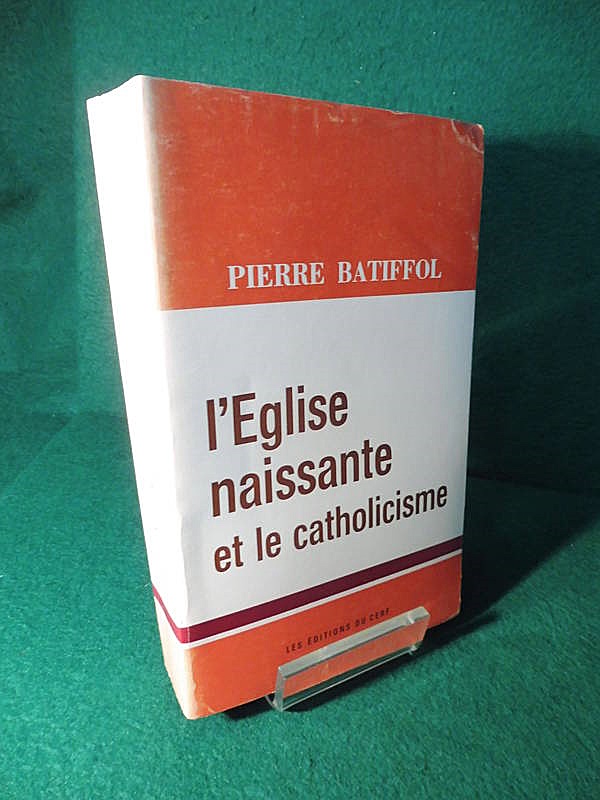 PIERRE BATIFFOL
l'Eglise
naissante
et le catholicisme
LES ÉDITIONS DU CERF